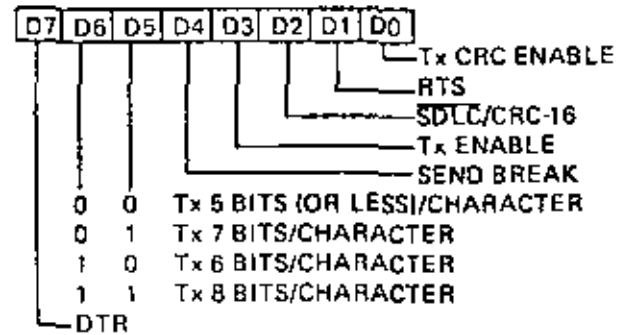 D7 D6 D5 D4 D3 D2 D1 D0
Tx CRC ENABLE
RTS
SDLC/CRC-16
Tx ENABLE
SEND BREAK
0 0 Tx 5 BITS (OR LESS)/CHARACTER
0 1 Tx 7 BITS/CHARACTER
1 0 Tx 6 BITS/CHARACTER
1 1 Tx 8 BITS/CHARACTER
DTR